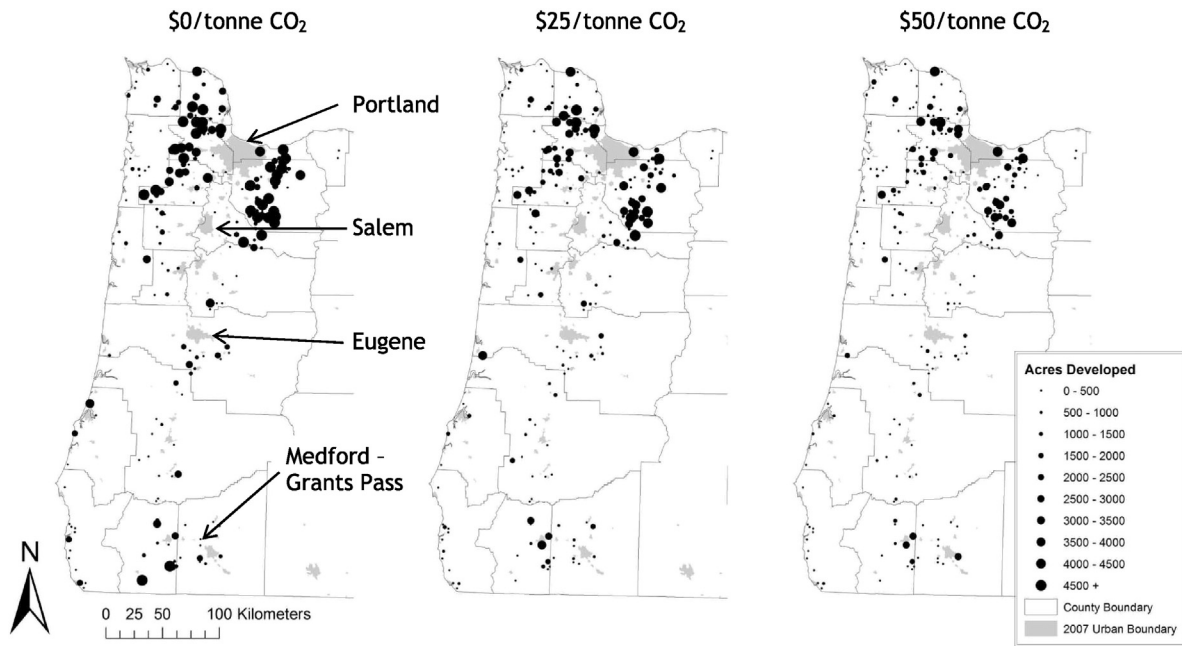 $0/tonne CO₂
$25/tonne CO₂
$50/tonne CO₂
Portland
Salem
Eugene
Medford –
Grants Pass
N
0 25 50 100 Kilometers
Acres Developed
0 - 500
500 - 1000
1000 - 1500
1500 - 2000
2000 - 2500
2500 - 3000
3000 - 3500
3500 - 4000
4000 - 4500
4500 +
County Boundary
2007 Urban Boundary